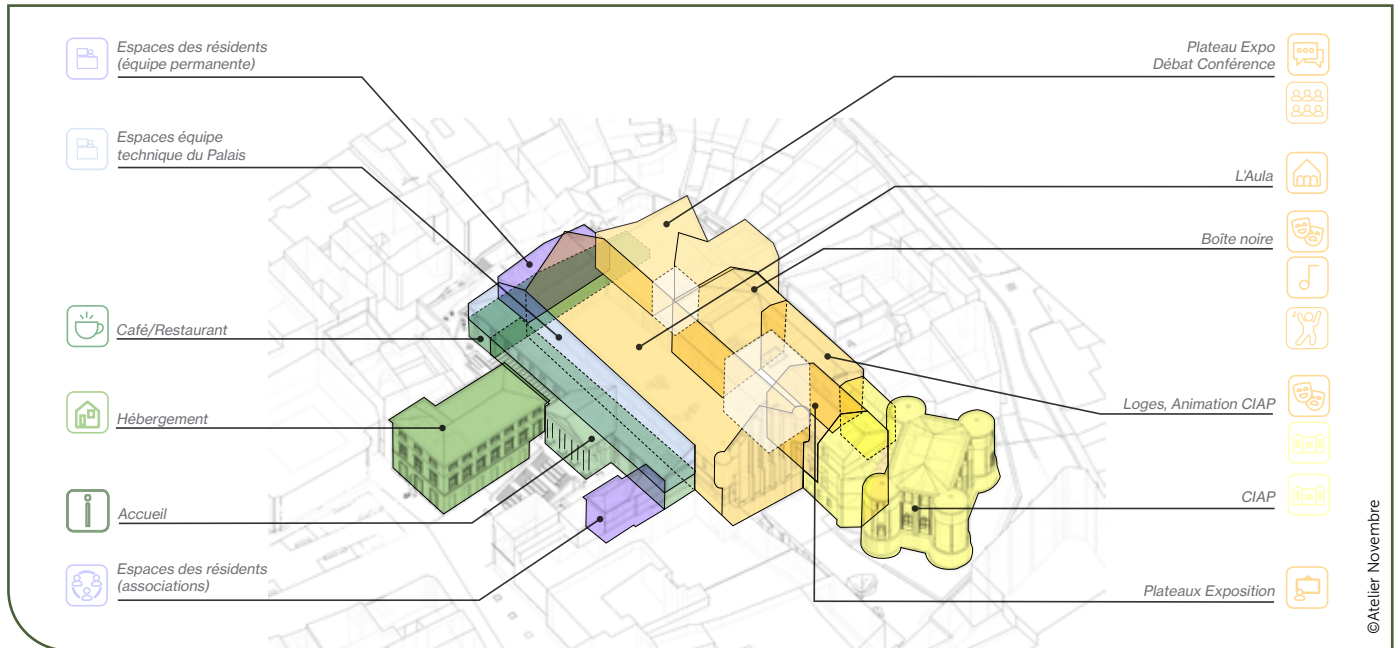 Espaces des résidents
(équipe permanente)
Espaces équipe
technique du Palais
Café/Restaurant
Hébergement
Accueil
Espaces des résidents
(associations)
Plateau Expo
Débat Conférence
L'Aula
Boîte noire
Loges, Animation CIAP
CIAP
Plateaux Exposition
©Atelier Novembre